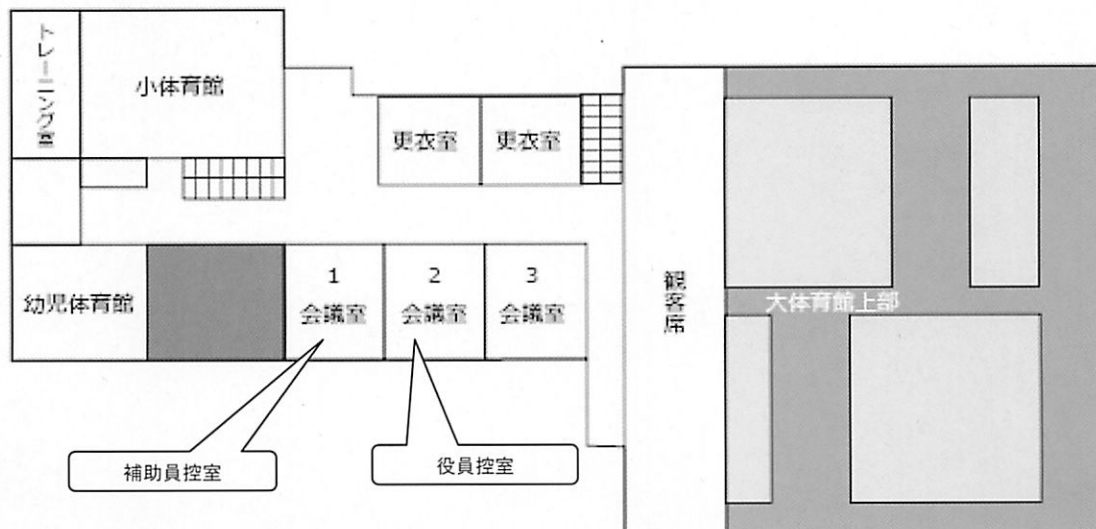 トレーニング室
小体育館
更衣室
更衣室
幼児体育館
1
会議室
2
会議室
3
会議室
観客席
大体育館上部
補助員控室
役員控室